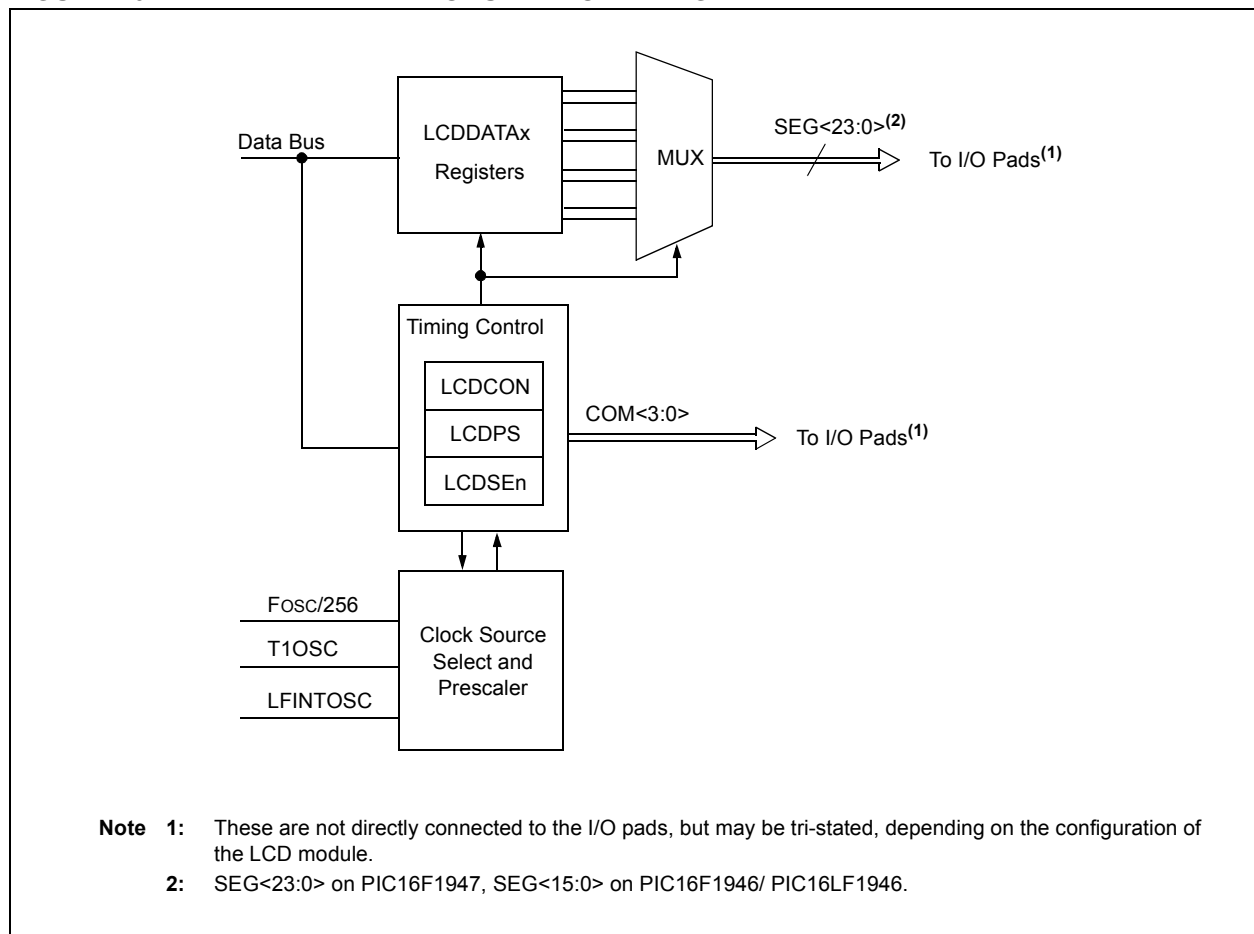 Data Bus
LCDDATAx
Registers
MUX
SEG<23:0>(2)
To I/O Pads(1)
Timing Control
LCDCON
LCDPS
LCDSEn
COM<3:0>
To I/O Pads(1)
FOSC/256
T1OSC
LFINTOSC
Clock Source
Select and
Prescaler
Note 1: These are not directly connected to the I/O pads, but may be tri-stated, depending on the configuration of
the LCD module.
2: SEG<23:0> on PIC16F1947, SEG<15:0> on PIC16F1946/ PIC16LF1946.